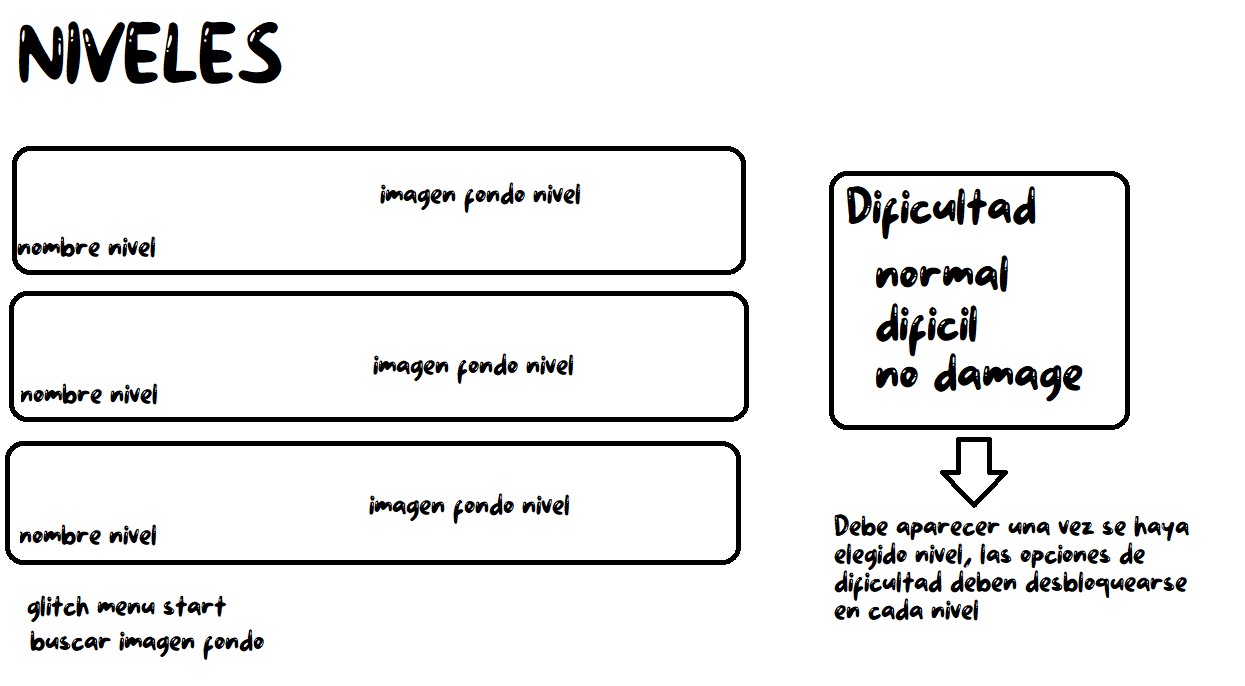 NIVELES
imagen fondo nivel
nombre nivel
imagen fondo nivel
nombre nivel
imagen fondo nivel
nombre nivel
glitch menu start
buscar imagen fondo
Dificultad
normal
dificil
no damage
Debe aparecer una vez se haya
elegido nivel, las opciones de
dificultad deben desbloquearse
en cada nivel